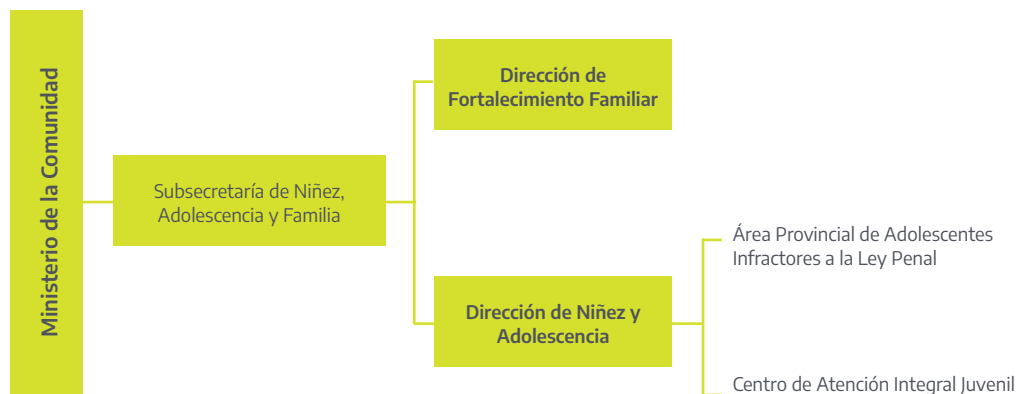 Ministerio de la Comunidad
Subsecretaría de Niñez,
Adolescencia y Familia
Dirección de
Fortalecimiento Familiar
Dirección de Niñez y
Adolescencia
Área Provincial de Adolescentes
Infractores a la Ley Penal
Centro de Atención Integral Juvenil